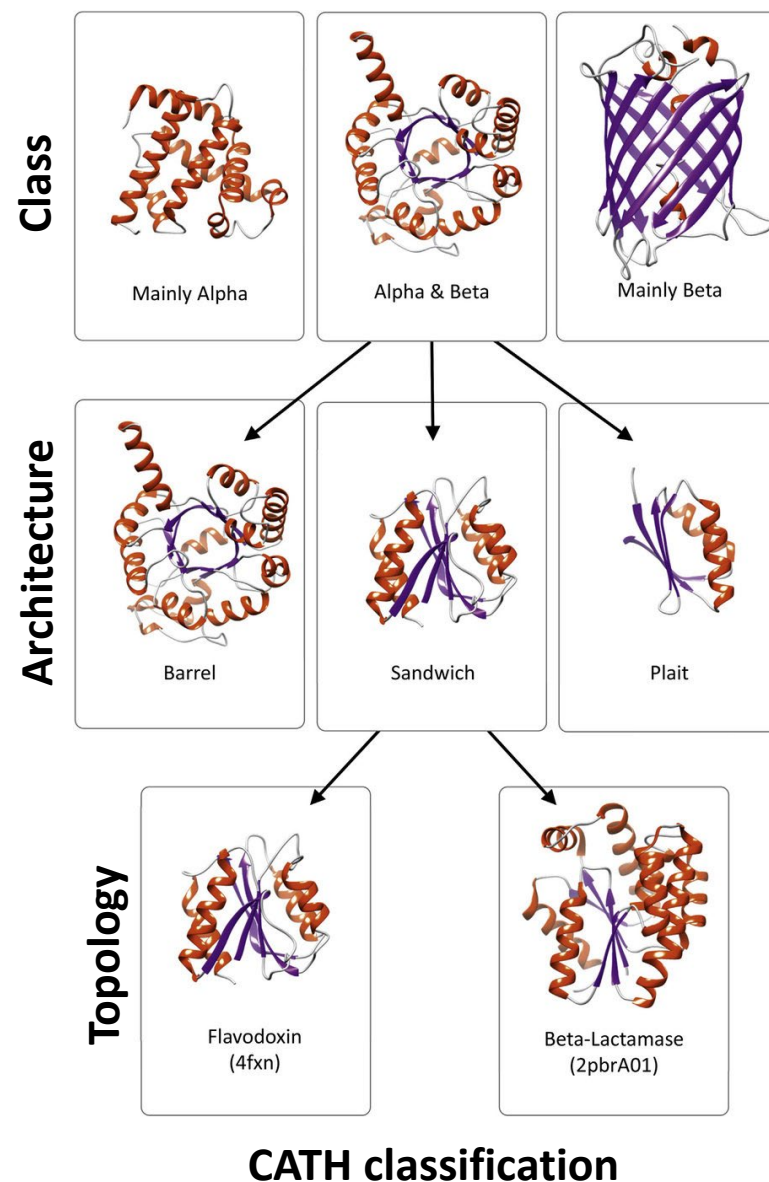 Class
Mainly Alpha
Alpha & Beta
Mainly Beta
Architecture
Barrel
Sandwich
Plait
Topology
Flavodoxin
(4fxn)
Beta-Lactamase
(2pbrA01)
CATH classification